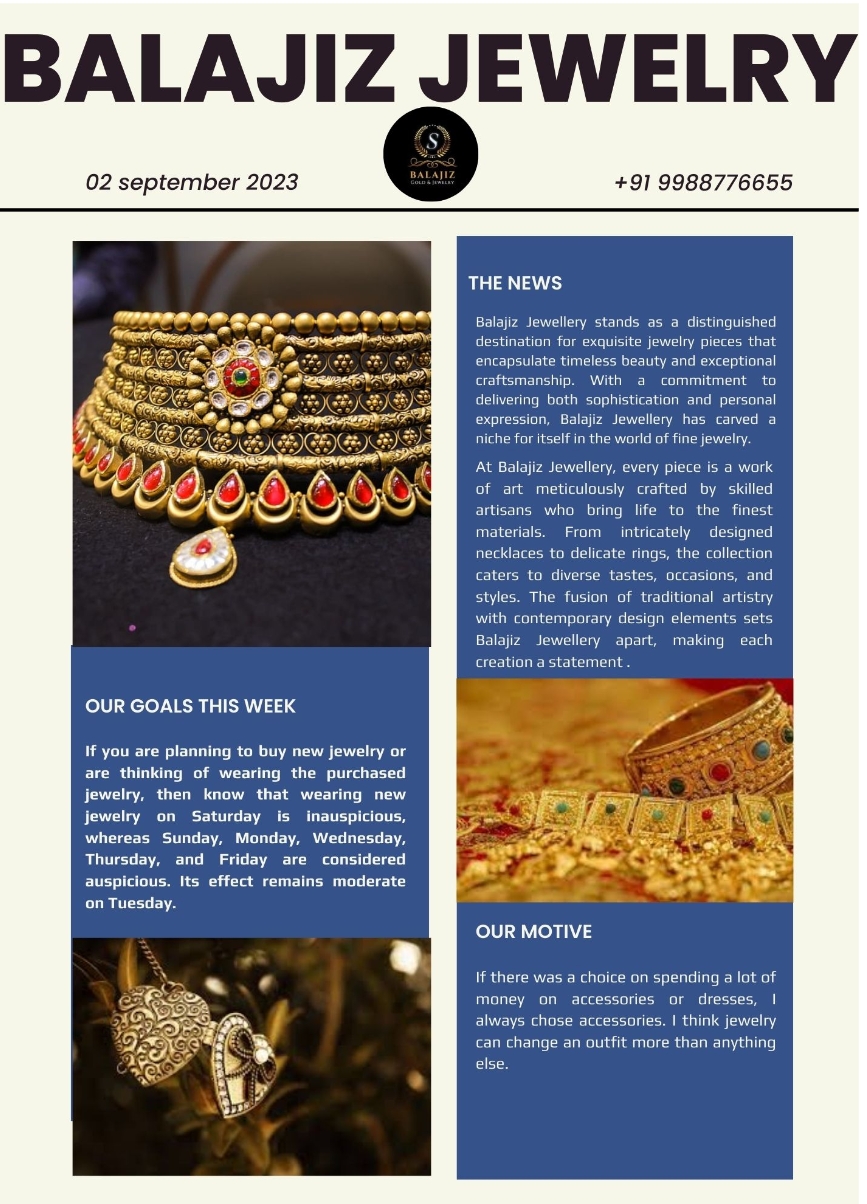 BALAJIZ JEWELRY
S
BALAJIZ
GOLD & JEWELRY
02 september 2023
+91 9988776655
THE NEWS
Balajiz Jewellery stands as a distinguished
destination for exquisite jewelry pieces that
encapsulate timeless beauty and exceptional
craftsmanship. With a commitment to
delivering both sophistication and personal
expression, Balajiz Jewellery has carved a
niche for itself in the world of fine jewelry.
At Balajiz Jewellery, every piece is a work
of art meticulously crafted by skilled
artisans who bring life to the finest
materials. From intricately designed
necklaces to delicate rings, the collection
caters to diverse tastes, occasions, and
styles. The fusion of traditional artistry
with contemporary design elements sets
Balajiz Jewellery apart, making each
creation a statement .
OUR GOALS THIS WEEK
If you are planning to buy new jewelry or
are thinking of wearing the purchased
jewelry, then know that wearing new
jewelry on Saturday is inauspicious,
whereas Sunday, Monday, Wednesday,
Thursday, and Friday are considered
auspicious. Its effect remains moderate
on Tuesday.
OUR MOTIVE
If there was a choice on spending a lot of
money on accessories or dresses, I
always chose accessories. I think jewelry
can change an outfit more than anything
else.